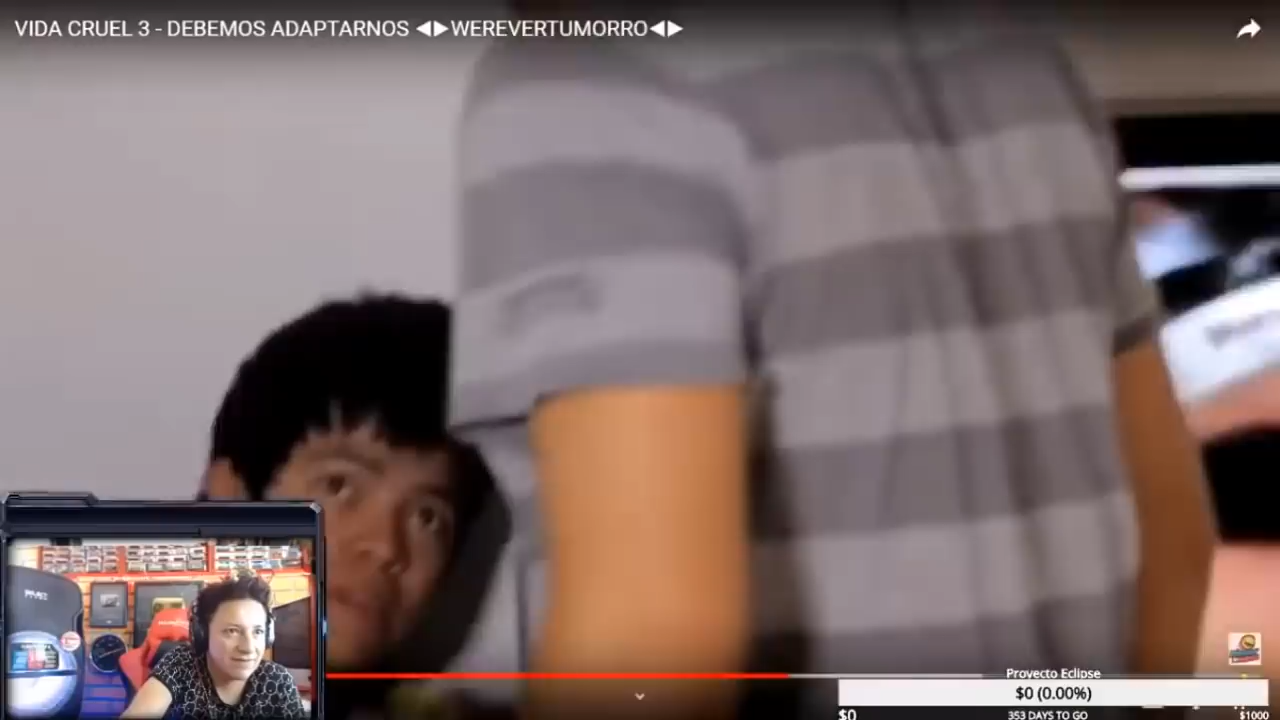 VIDA CRUEL 3 - DEBEMOS ADAPTARNOS ◀▶WEREVERTUMORRO◀▶
Proyecto Eclipse
$0 (0.00%)
$0
353 DAYS TO GO
$1000